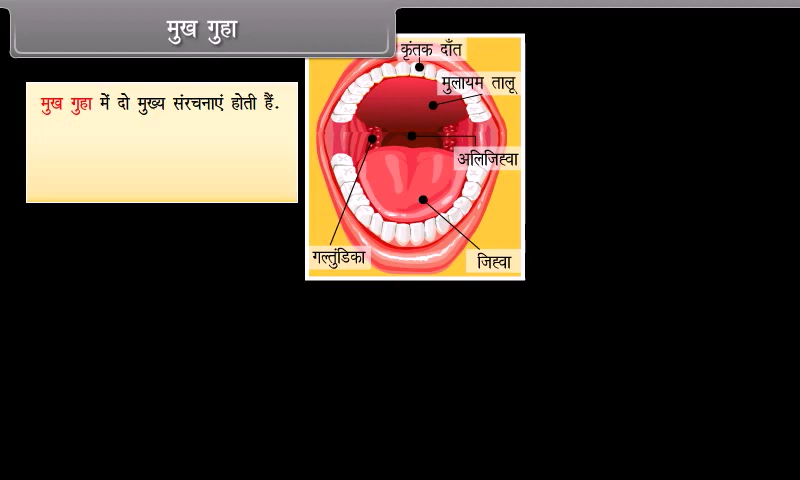 मुख गुहा
मुख गुहा में दो मुख्य संरचनाएं होती हैं.
कृंतक दाँत
मुलायम तालू
अलिजिह्वा
गल्तुंडिका
जिह्वा